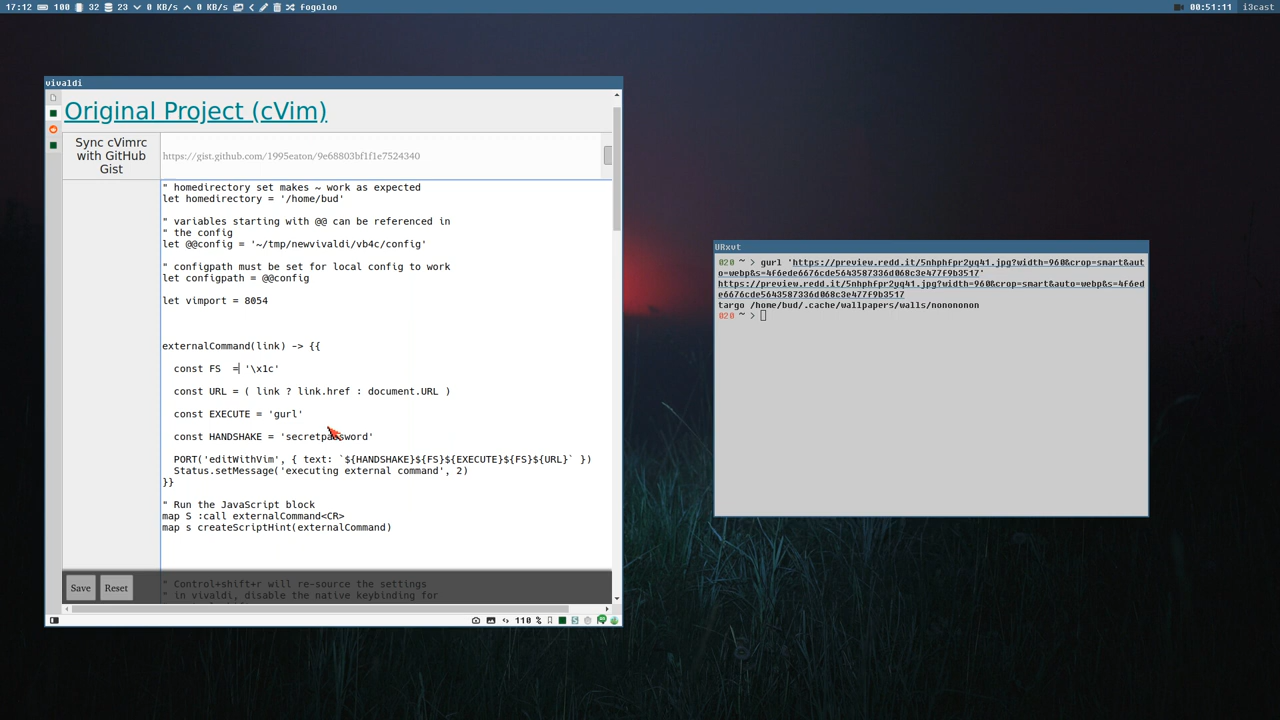 17:12 100 32 23 0 KB/s 0 KB/s Fogoloo 00:51:11 i3cast
vivaldi
Original Project (cVim)
Sync cVimrc
with GitHub
Gist
https://gist.github.com/1995eaton/9e68803bf1f1e7524340
" homedirectory set makes ~ work as expected
let homedirectory = '/home/bud'
" variables starting with @@ can be referenced in
" the config
let @@config = '~/tmp/newvivaldi/vb4c/config'
" configpath must be set for local config to work
let configpath = @@config
let vimport = 8054
externalCommand(link) -> {{
const FS  = '\x1c'
const URL = ( link ? link.href : document.URL )
const EXECUTE = 'gurl'
const HANDSHAKE = 'secretpassword'
PORT('editWithVim', { text: `${HANDSHAKE}${FS}${EXECUTE}${FS}${URL}` })
Status.setMessage('executing external command', 2)
}}
" Run the JavaScript block
map S :call externalCommand<CR>
map s createScriptHint(externalCommand)
" Control+shift+r will re-source the settings
" in vivaldi, disable the native keybinding for
Save Reset
110 %
URxvt
020 ~ > gurl 'https://preview.redd.it/5nhphfpr2yq41.jpg?width=960&crop=smart&aut
o=webp&s=4f6ede6676cde5643587336d068c3e477f9b3517'
https://preview.redd.it/5nhphfpr2yq41.jpg?width=960&crop=smart&auto=webp&s=4f6ed
e6676cde5643587336d068c3e477f9b3517
targo /home/bud/.cache/wallpapers/walls/nonononon
020 ~ >